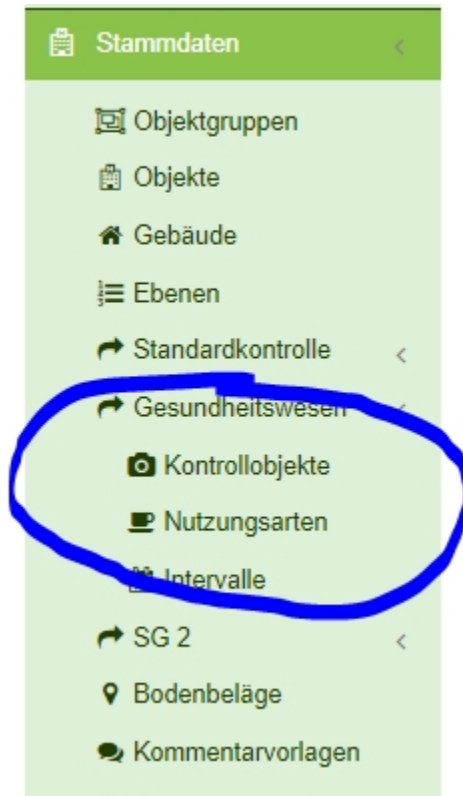 Stammdaten
Objektgruppen
Objekte
Gebäude
Ebenen
Standardkontrolle
Gesundheitswesen
Kontrollobjekte
Nutzungsarten
Intervalle
SG 2
Bodenbeläge
Kommentarvorlagen